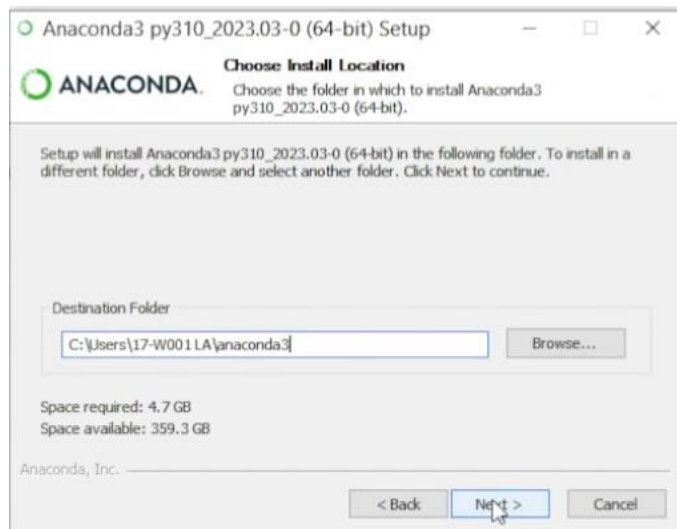 Anaconda3 py310_2023.03-0 (64-bit) Setup
ANACONDA.
Choose Install Location
Choose the folder in which to install Anaconda3
py310_2023.03-0 (64-bit).
Setup will install Anaconda3 py310_2023.03-0 (64-bit) in the following folder. To install in a
different folder, click Browse and select another folder. Click Next to continue.
Destination Folder
C:\Users\17-W001LA\anaconda3
Browse...
Space required: 4.7 GB
Space available: 359.3 GB
Anaconda, Inc.
< Back
Next >
Cancel